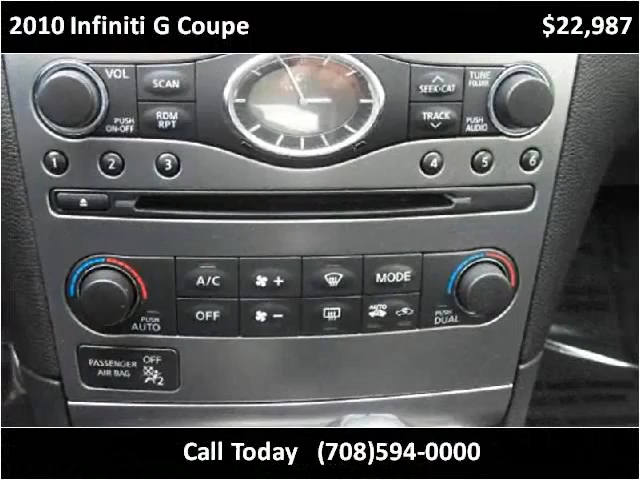 2010 Infiniti G Coupe $22,987
VOL SCAN SEEK·CAT TUNE
FOLDER
PUSH
ON-OFF RDM
RPT TRACK PUSH
AUDIO
1 2 3 4 5 6
A/C + MODE
PUSH
AUTO OFF - AUTO PUSH
DUAL
PASSENGER
AIR BAG OFF
2
Call Today (708)594-0000